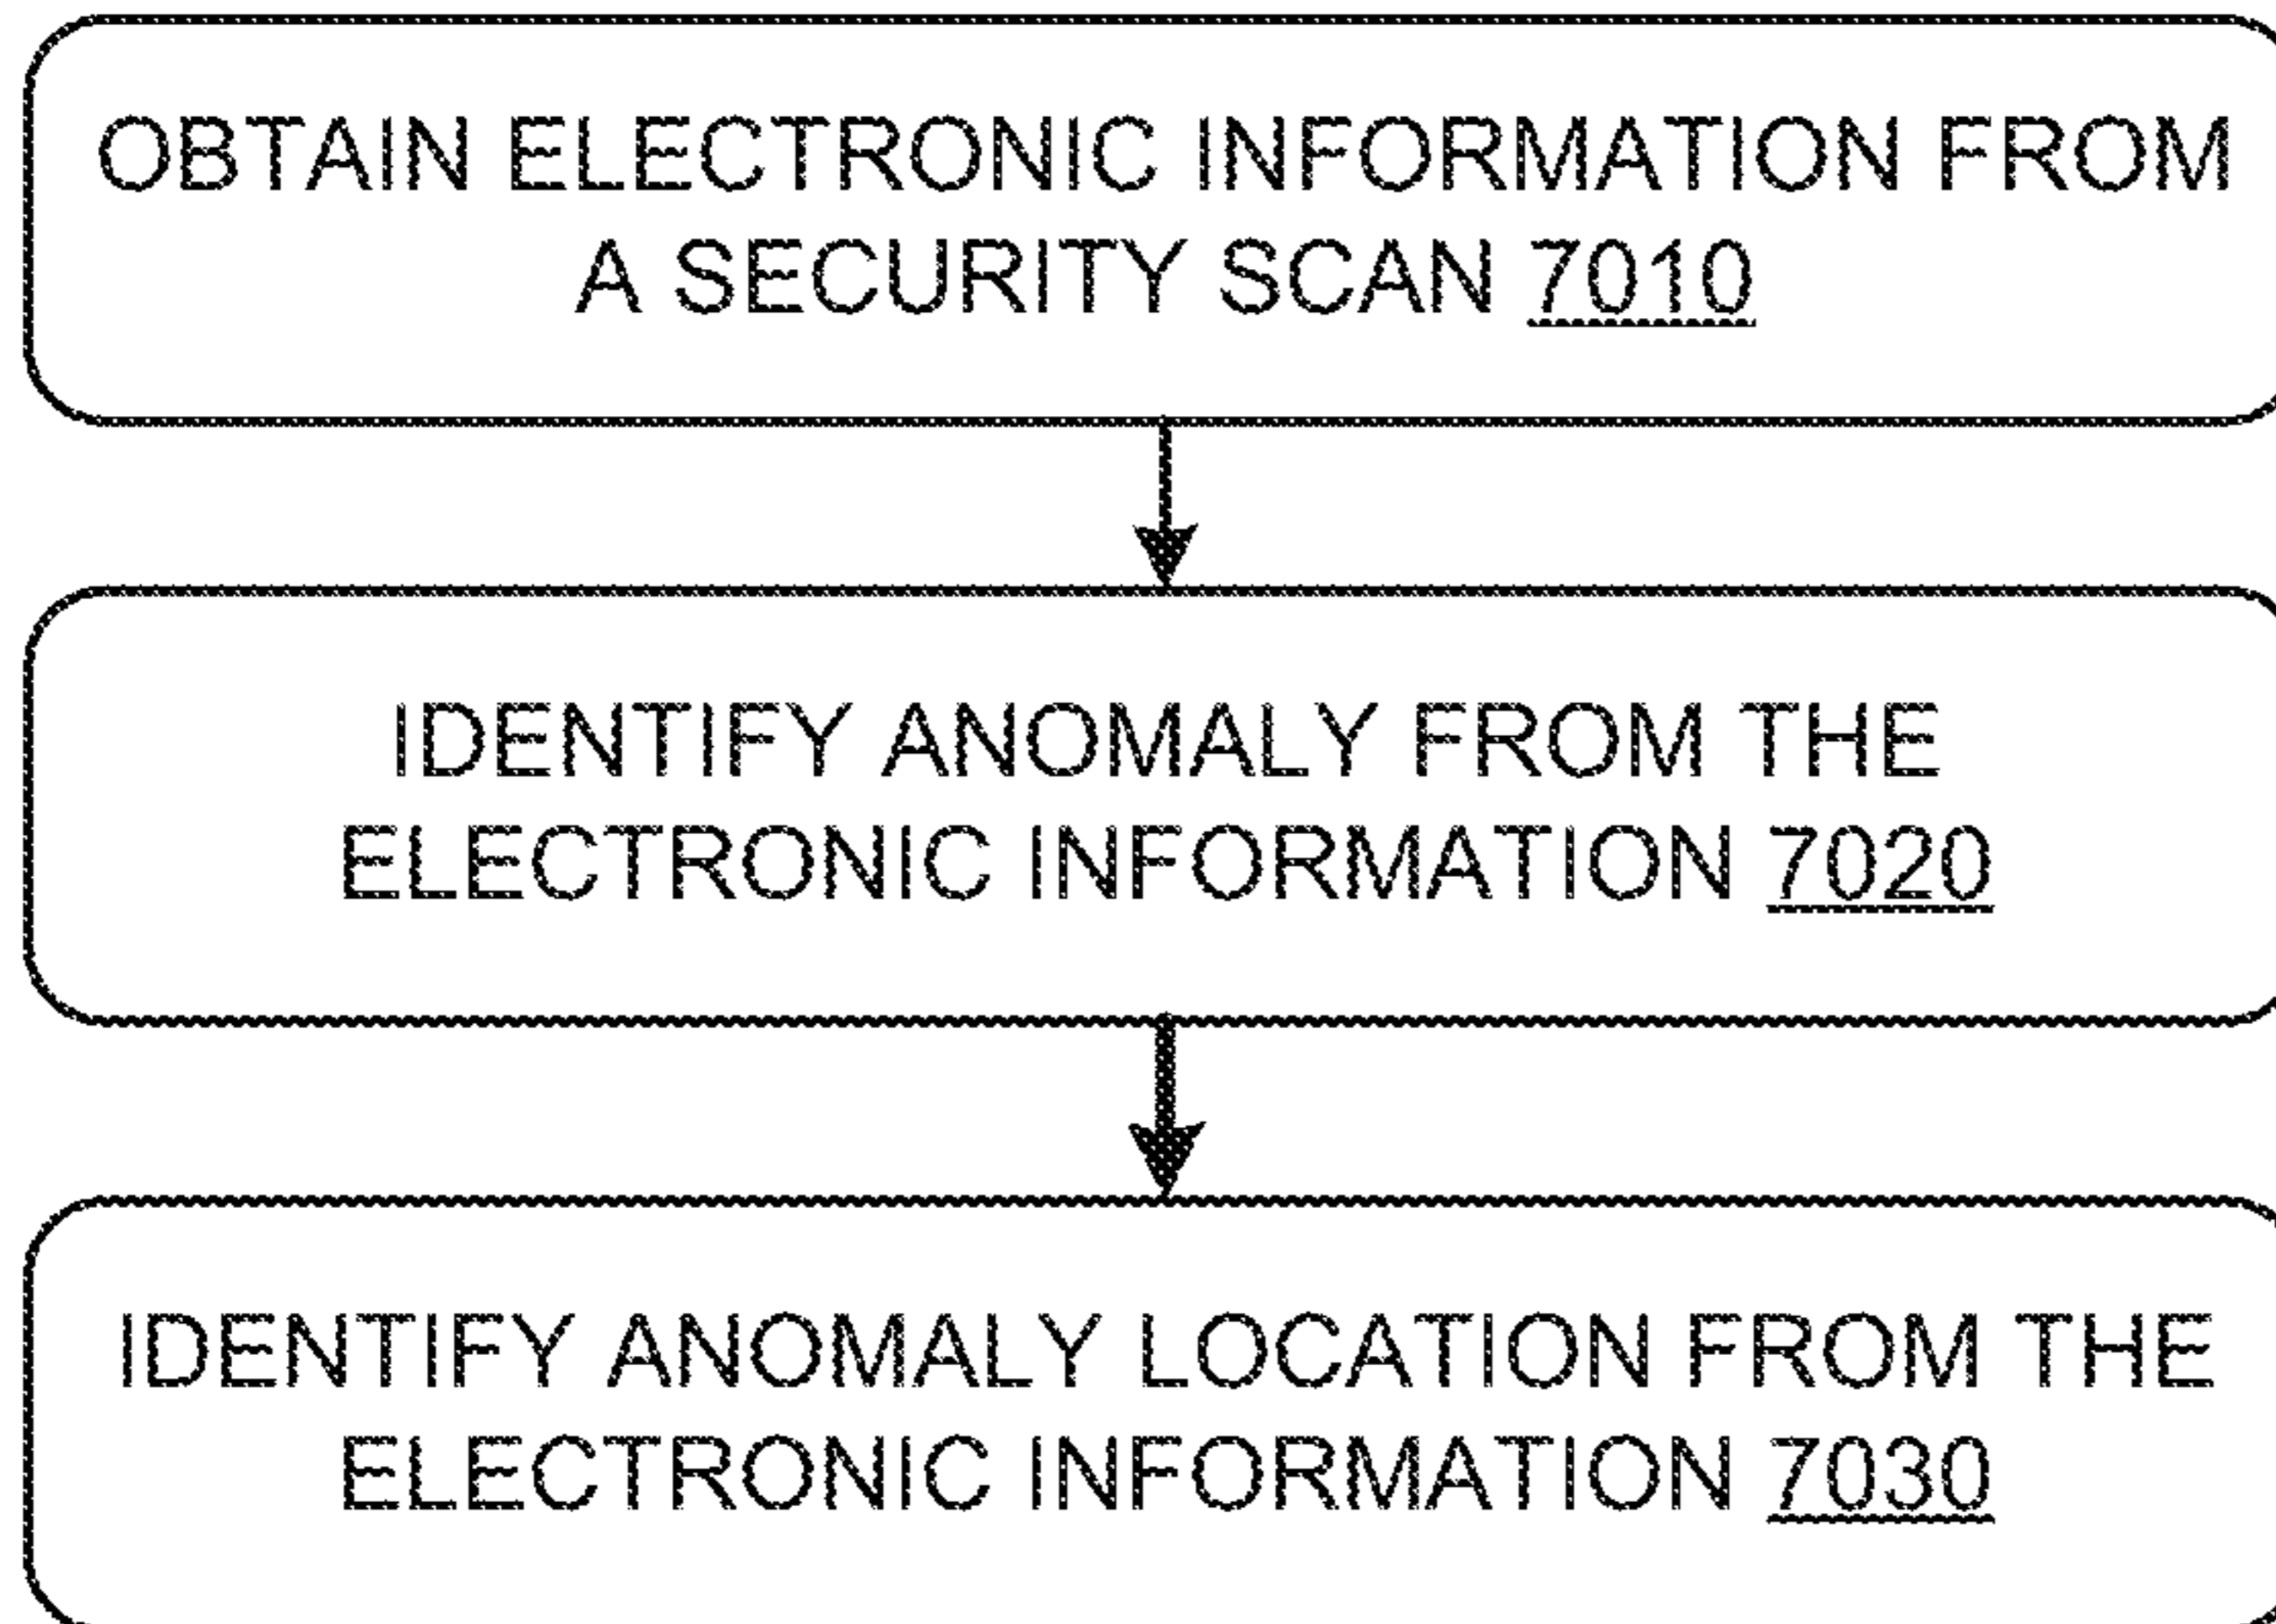 OBTAIN ELECTRONIC INFORMATION FROM
A SECURITY SCAN 7010
IDENTIFY ANOMALY FROM THE
ELECTRONIC INFORMATION 7020
IDENTIFY ANOMALY LOCATION FROM THE
ELECTRONIC INFORMATION 7030